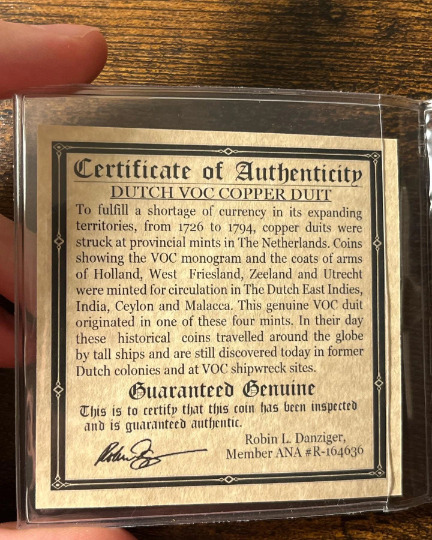 Certificate of Authenticity
DUTCH VOC COPPER DUIT
To fulfill a shortage of currency in its expanding
territories, from 1726 to 1794, copper duits were
struck at provincial mints in The Netherlands. Coins
showing the VOC monogram and the coats of arms
of Holland, West Friesland, Zeeland and Utrecht
were minted for circulation in The Dutch East Indies,
India, Ceylon and Malacca. This genuine VOC duit
originated in one of these four mints. In their day
these historical coins travelled around the globe
by tall ships and are still discovered today in former
Dutch colonies and at VOC shipwreck sites.
Guaranteed Genuine
This is to certify that this coin has been inspected
and is guaranteed authentic.
Robin L. Danziger,
Member ANA #R-164636